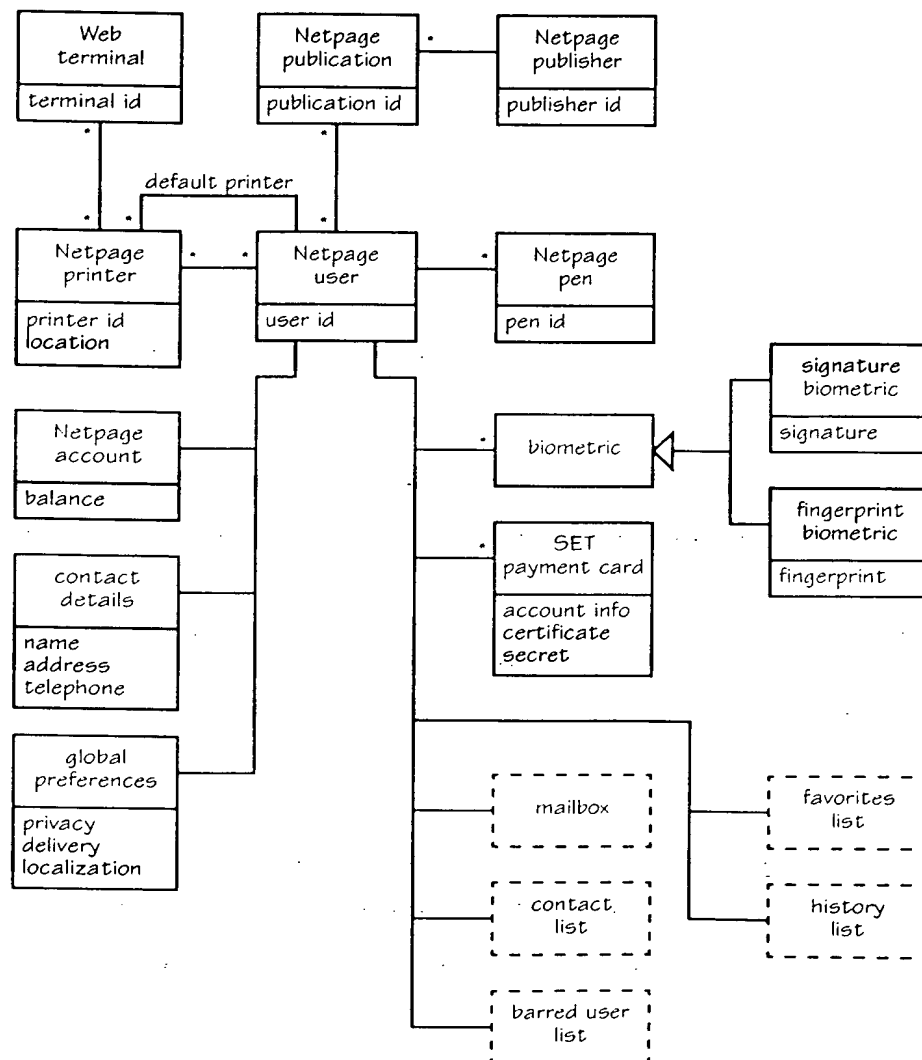 Web
terminal
terminal id
Netpage
publication
publication id
Netpage
publisher
publisher id
default printer
Netpage
printer
printer id
location
Netpage
user
user id
Netpage
pen
pen id
Netpage
account
balance
biometric
signature
biometric
signature
fingerprint
biometric
fingerprint
SET
payment card
account info
certificate
secret
contact
details
name
address
telephone
global
preferences
privacy
delivery
localization
mailbox
favorites
list
contact
list
history
list
barred user
list